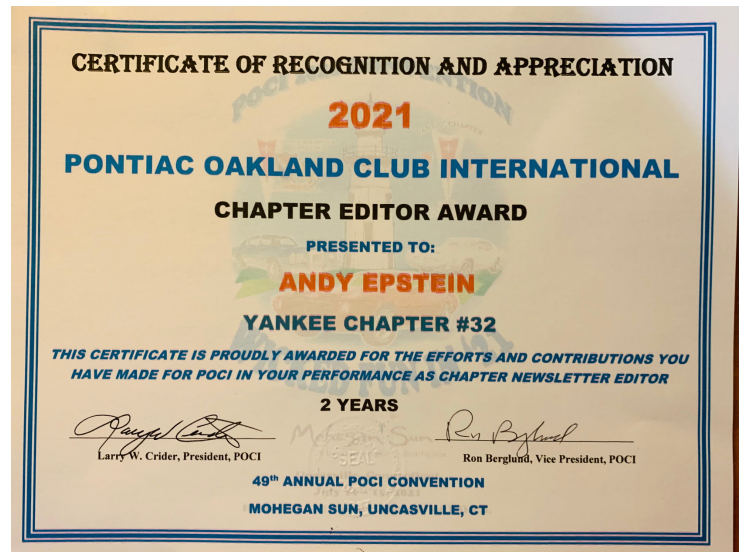 CERTIFICATE OF RECOGNITION AND APPRECIATION
2021
PONTIAC OAKLAND CLUB INTERNATIONAL
CHAPTER EDITOR AWARD
PRESENTED TO:
ANDY EPSTEIN
YANKEE CHAPTER #32
THIS CERTIFICATE IS PROUDLY AWARDED FOR THE EFFORTS AND CONTRIBUTIONS YOU
HAVE MADE FOR POCI IN YOUR PERFORMANCE AS CHAPTER NEWSLETTER EDITOR
2 YEARS
Mohegan Sun
SEAL
Larry W. Crider, President, POCI
Ron Berglund, Vice President, POCI
49th ANNUAL POCI CONVENTION
MOHEGAN SUN, UNCASVILLE, CT